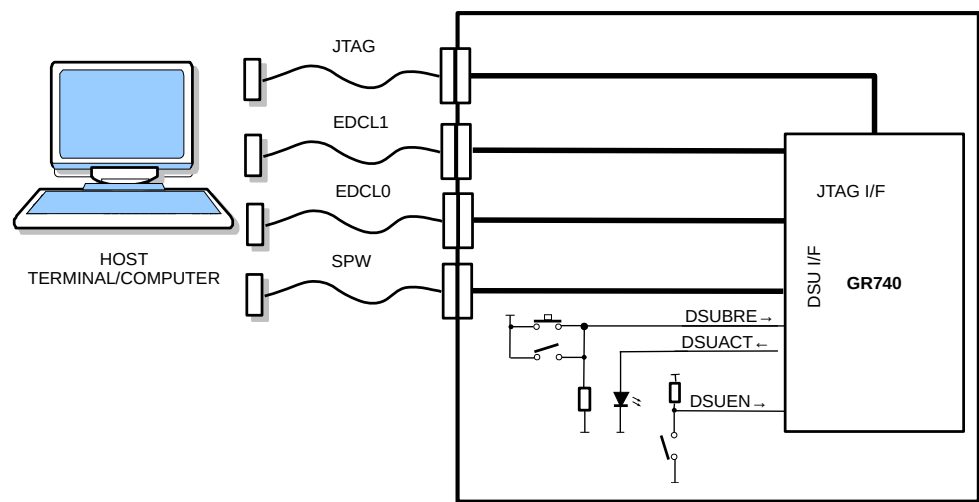 JTAG
EDCL1
EDCL0
SPW
HOST
TERMINAL/COMPUTER
JTAG I/F
DSU I/F
GR740
DSUBRE→
DSUACT←
DSUEN→